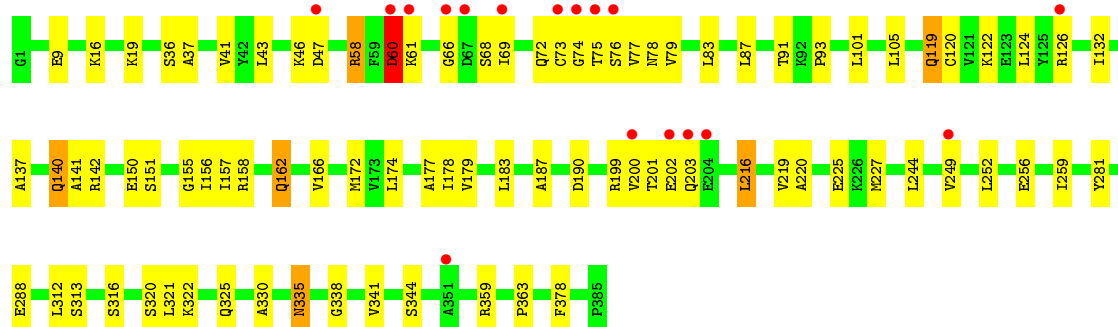 G1 E9 K16 K19 S36 A37 V41 Y42 L43 K46 D47 R58 F59 D60 K61 G66 D67 S68 I69 Q72 C73 G74 T75 S76 V77 N78 V79 L83 L87 T91 K92 P93 L101 L105 Q119 C120 V121 K122 E123 L124 Y125 R126 I132
A137 Q140 A141 R142 E150 S151 G155 I156 I157 R158 Q162 V166 M172 V173 L174 A177 I178 V179 L183 A187 D190 R199 V200 T201 E202 Q203 E204 L216 V219 A220 E225 K226 M227 L244 V249 L252 E256 I259 Y281
E288 L312 S313 S316 S320 L321 K322 Q325 A330 N335 G338 V341 S344 A351 R359 P363 F378 P385